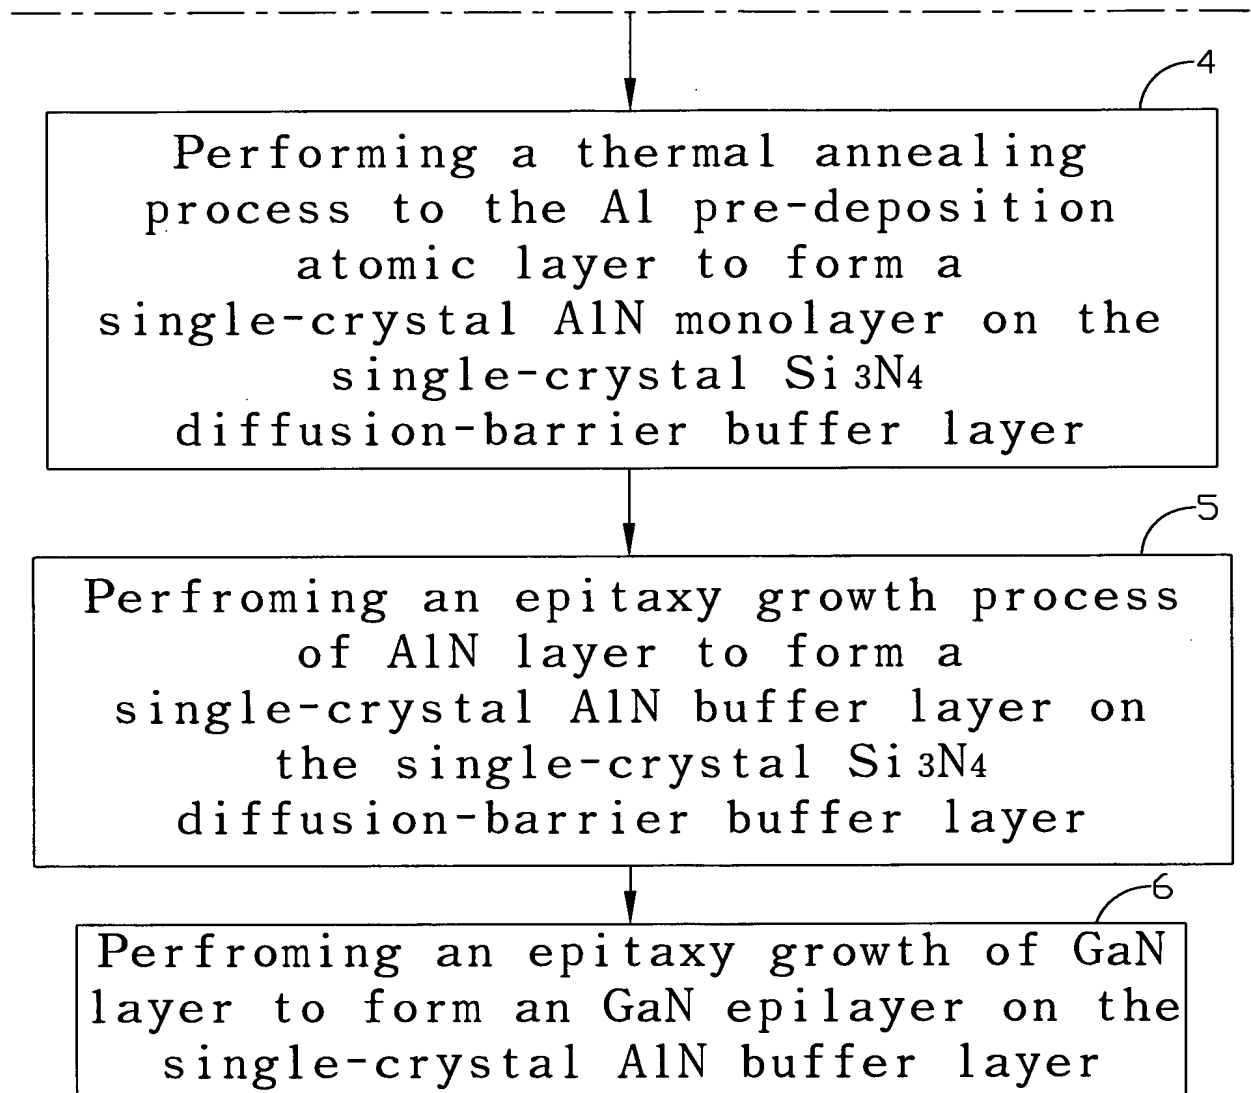 4
Performing a thermal annealing
process to the Al pre-deposition
atomic layer to form a
single-crystal AlN monolayer on the
single-crystal Si3N4
diffusion-barrier buffer layer
5
Perfroming an epitaxy growth process
of AlN layer to form a
single-crystal AlN buffer layer on
the single-crystal Si3N4
diffusion-barrier buffer layer
6
Perfroming an epitaxy growth of GaN
layer to form an GaN epilayer on the
single-crystal AlN buffer layer